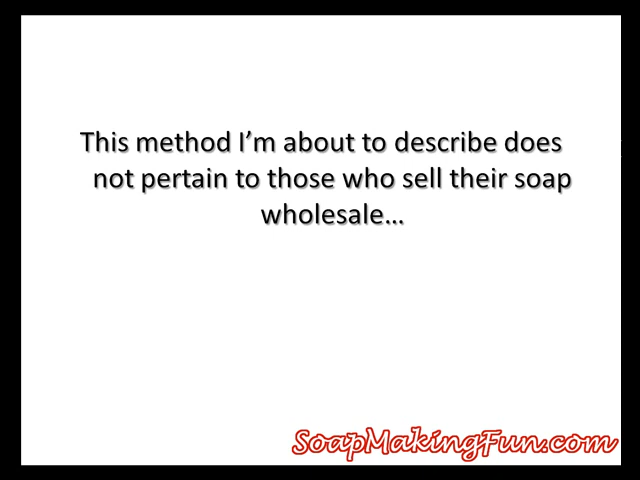 This method I'm about to describe does
not pertain to those who sell their soap
wholesale...
SoapMakingFun.com